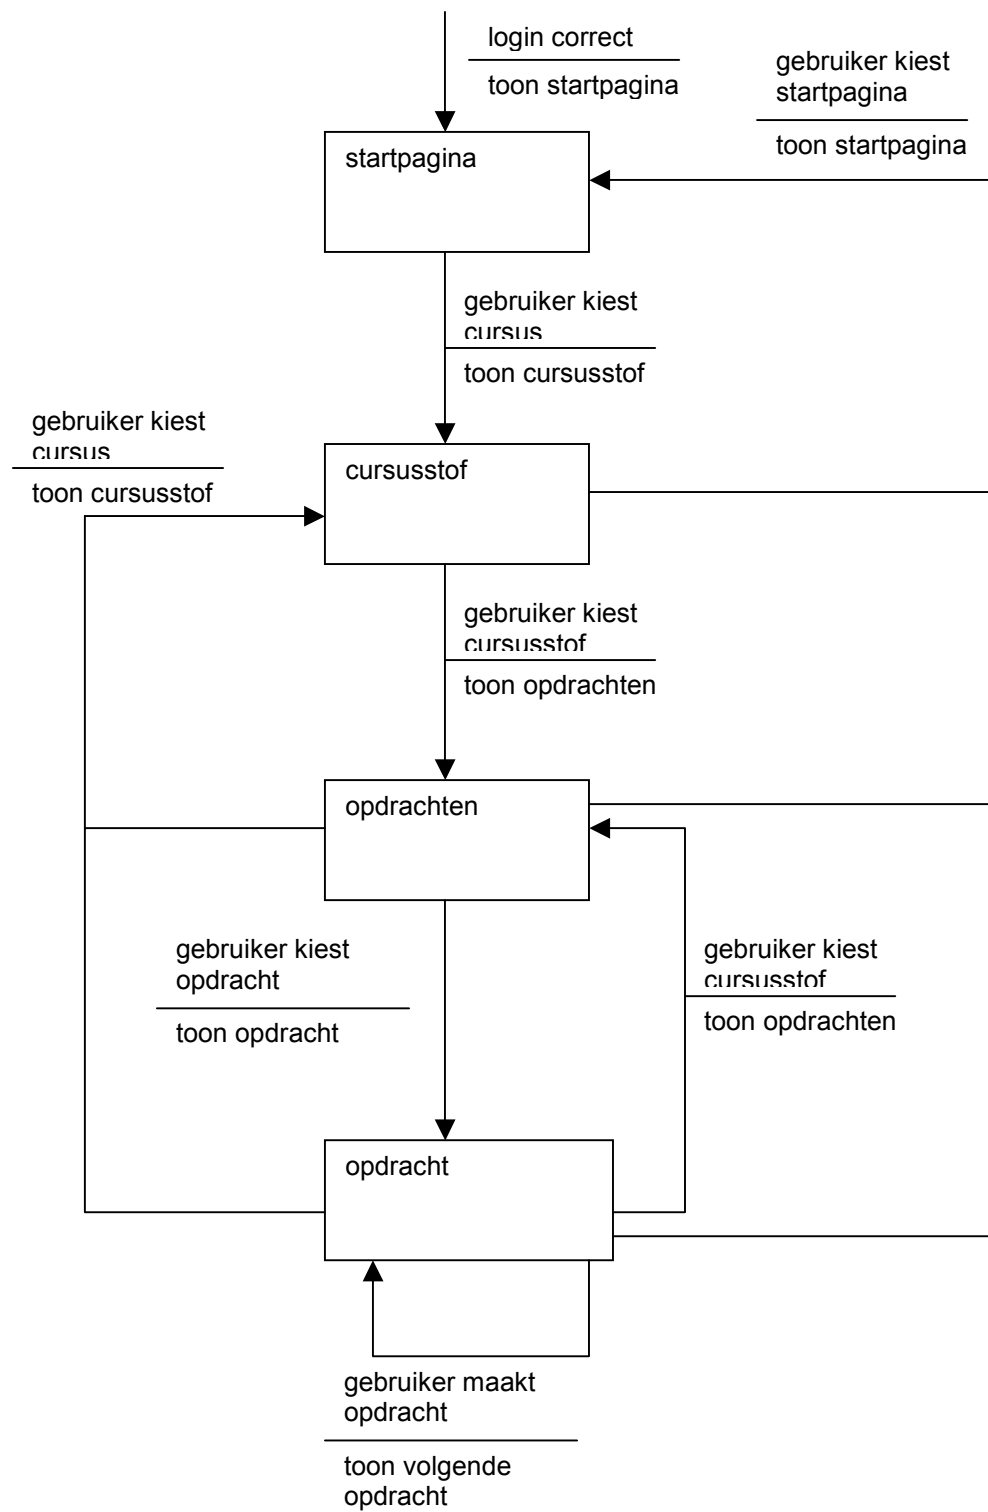 login correct
toon startpagina
gebruiker kiest
startpagina
toon startpagina
startpagina
gebruiker kiest
cursus
toon cursusstof
gebruiker kiest
cursus
toon cursusstof
cursusstof
gebruiker kiest
cursusstof
toon opdrachten
opdrachten
gebruiker kiest
opdracht
toon opdracht
gebruiker kiest
cursusstof
toon opdrachten
opdracht
gebruiker maakt
opdracht
toon volgende
opdracht